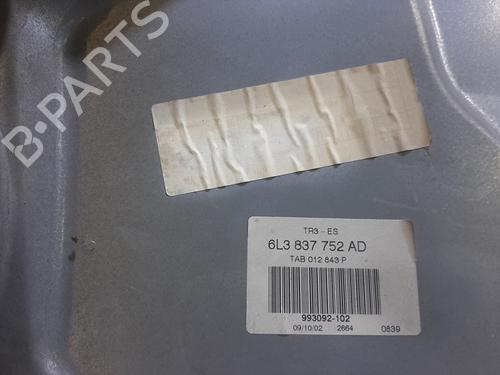 B-PARTS
TR3-ES
6L3 837 752 AD
TAB 012 843 P
993092-102
09/10/02 2664 0839